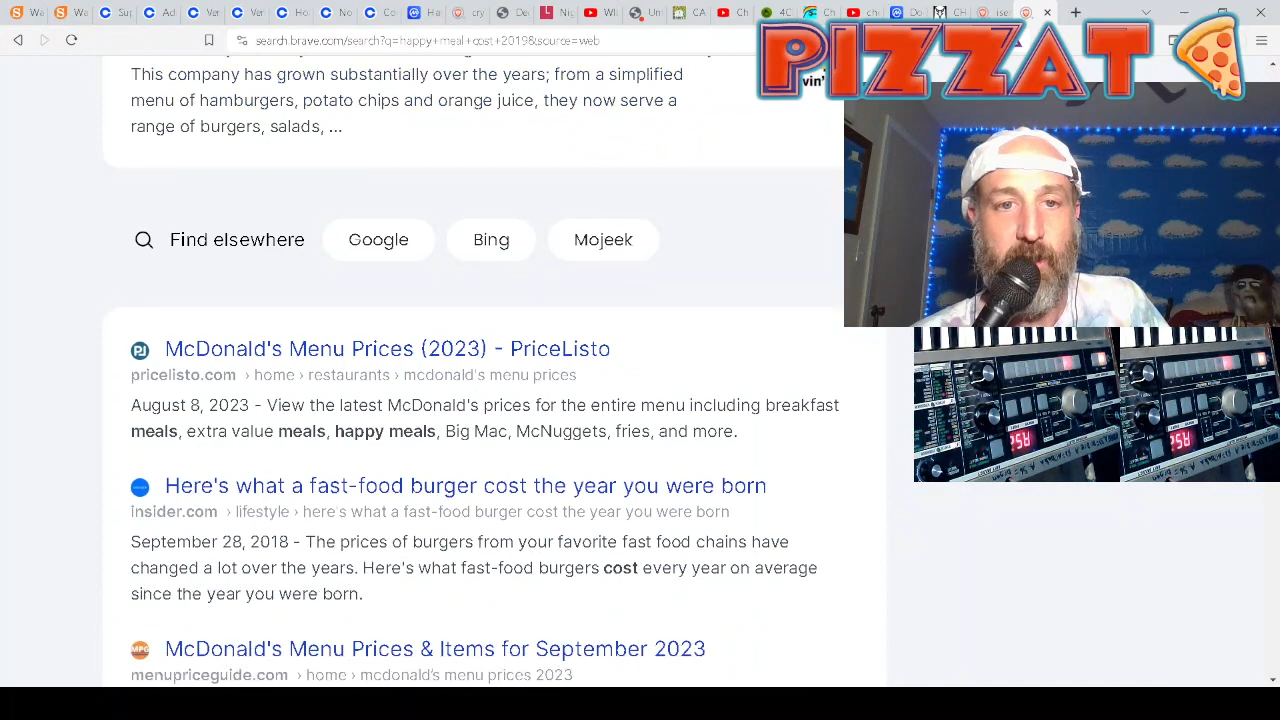 search.brave.com/search?q=happy+meal+cost+2019&source=web
PIZZAT
vin'
This company has grown substantially over the years; from a simplified
menu of hamburgers, potato chips and orange juice, they now serve a
range of burgers, salads, ...
Find elsewhere
Google
Bing
Mojeek
McDonald's Menu Prices (2023) - PriceListo
pricelisto.com › home › restaurants › mcdonald's menu prices
August 8, 2023 - View the latest McDonald's prices for the entire menu including breakfast
meals, extra value meals, happy meals, Big Mac, McNuggets, fries, and more.
Here's what a fast-food burger cost the year you were born
insider.com › lifestyle › here's what a fast-food burger cost the year you were born
September 28, 2018 - The prices of burgers from your favorite fast food chains have
changed a lot over the years. Here's what fast-food burgers cost every year on average
since the year you were born.
MPG
McDonald's Menu Prices & Items for September 2023
menupriceguide.com › home › mcdonald's menu prices 2023